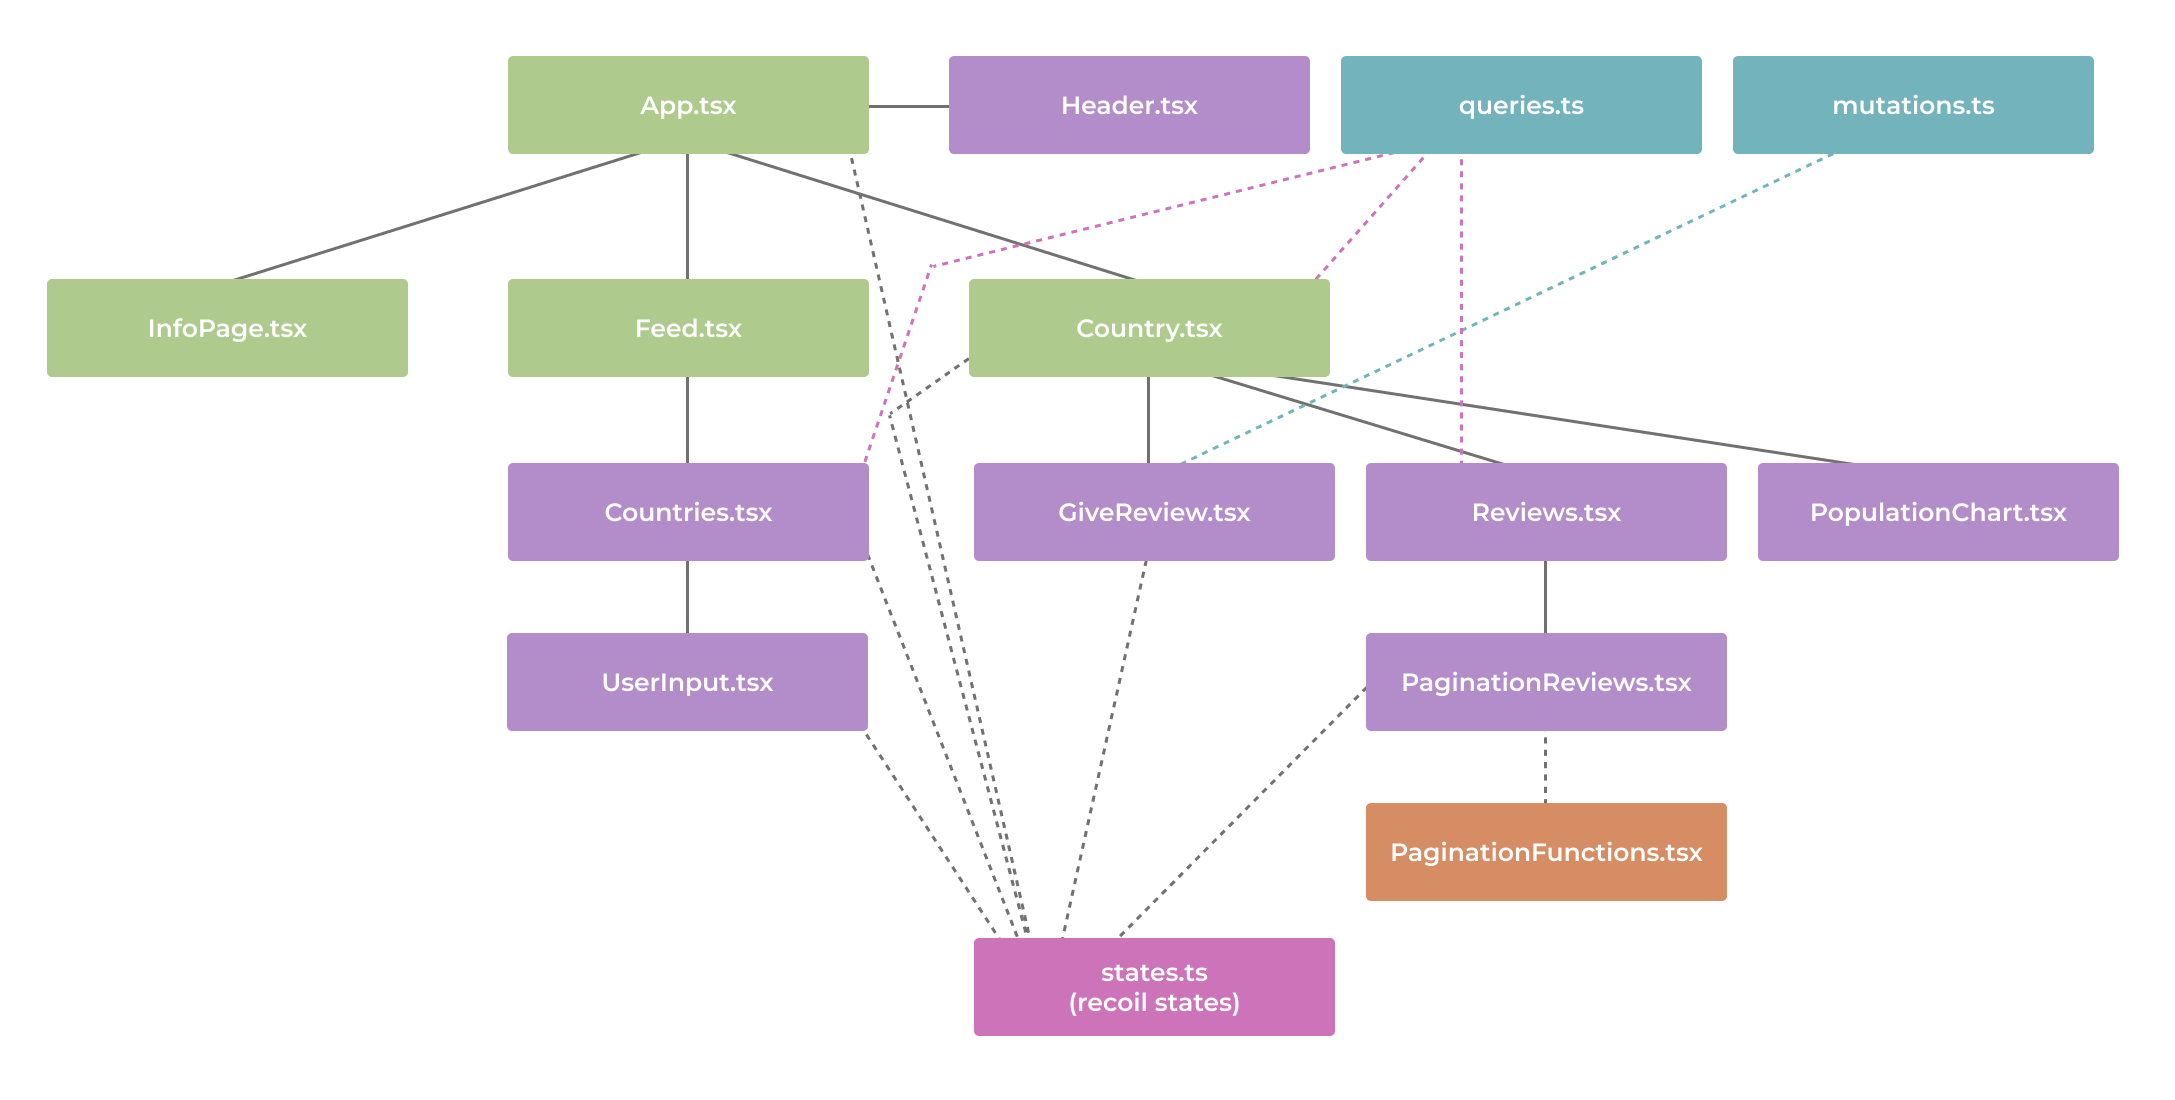 App.tsx
Header.tsx
queries.ts
mutations.ts
InfoPage.tsx
Feed.tsx
Country.tsx
Countries.tsx
GiveReview.tsx
Reviews.tsx
PopulationChart.tsx
UserInput.tsx
PaginationReviews.tsx
PaginationFunctions.tsx
states.ts
(recoil states)